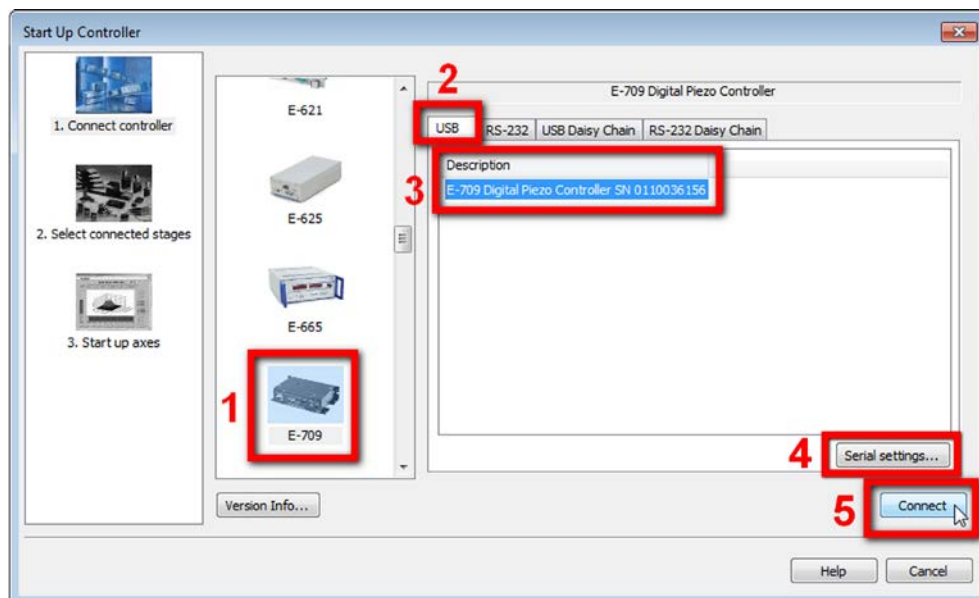 Start Up Controller
1. Connect controller
2. Select connected stages
3. Start up axes
E-621
E-625
E-665
1
E-709
Version Info...
2
E-709 Digital Piezo Controller
USB RS-232 USB Daisy Chain RS-232 Daisy Chain
3
Description
E-709 Digital Piezo Controller SN 0110036156
4
Serial settings...
5
Connect
Help Cancel